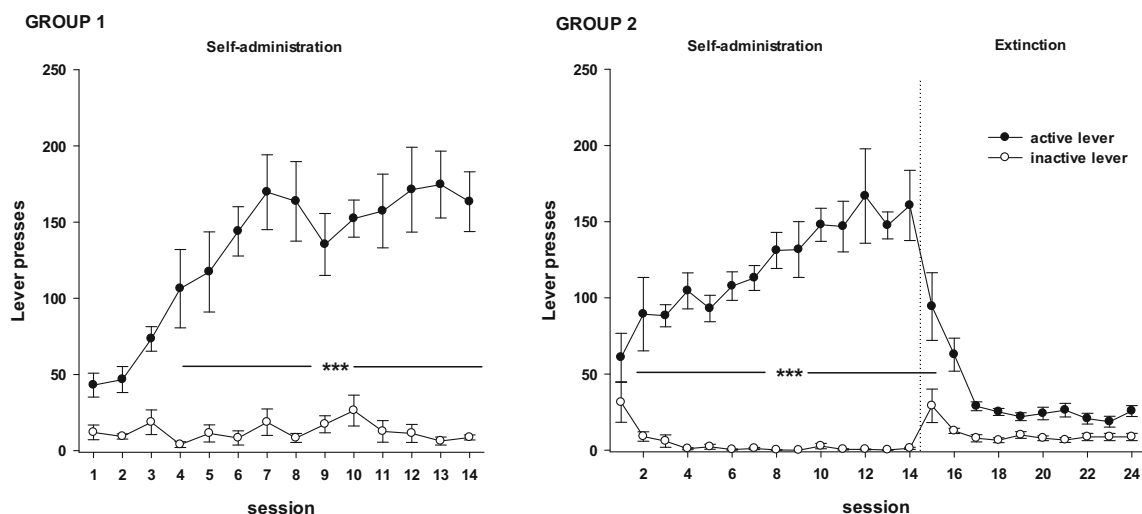 GROUP 1
Self-administration
250
200
150
100
50
0
Lever presses
***
1 2 3 4 5 6 7 8 9 10 11 12 13 14
session
GROUP 2
Self-administration
Extinction
250
200
150
100
50
0
Lever presses
active lever
inactive lever
***
2 4 6 8 10 12 14 16 18 20 22 24
session